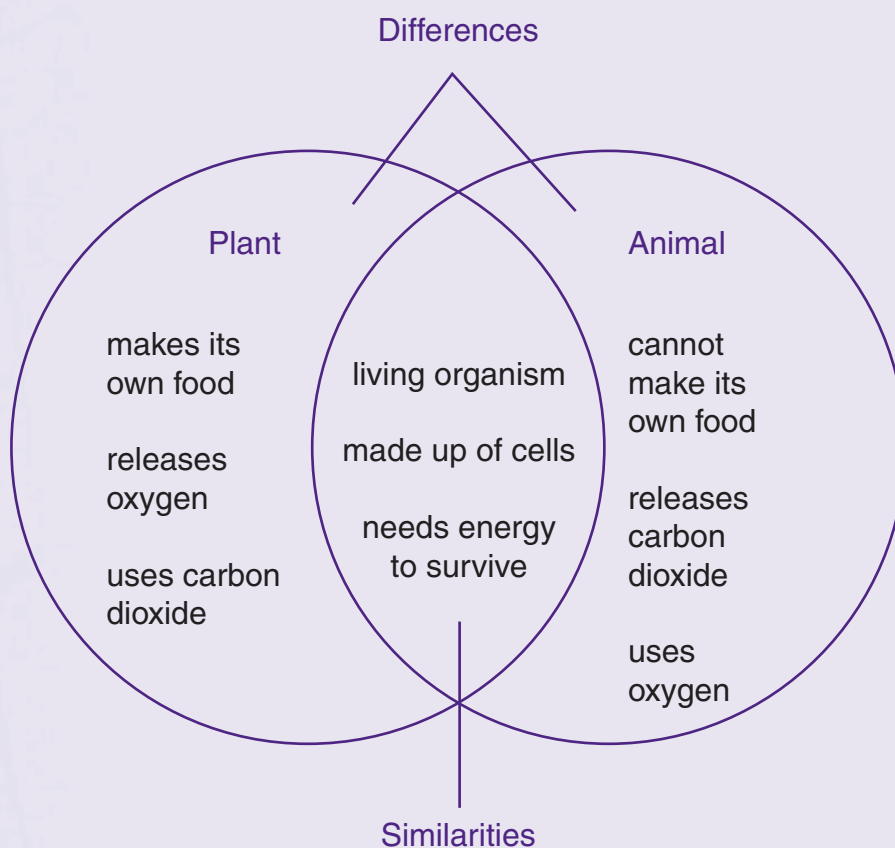 Differences
Plant
makes its
own food
releases
oxygen
uses carbon
dioxide
living organism
made up of cells
needs energy
to survive
Animal
cannot
make its
own food
releases
carbon
dioxide
uses
oxygen
Similarities